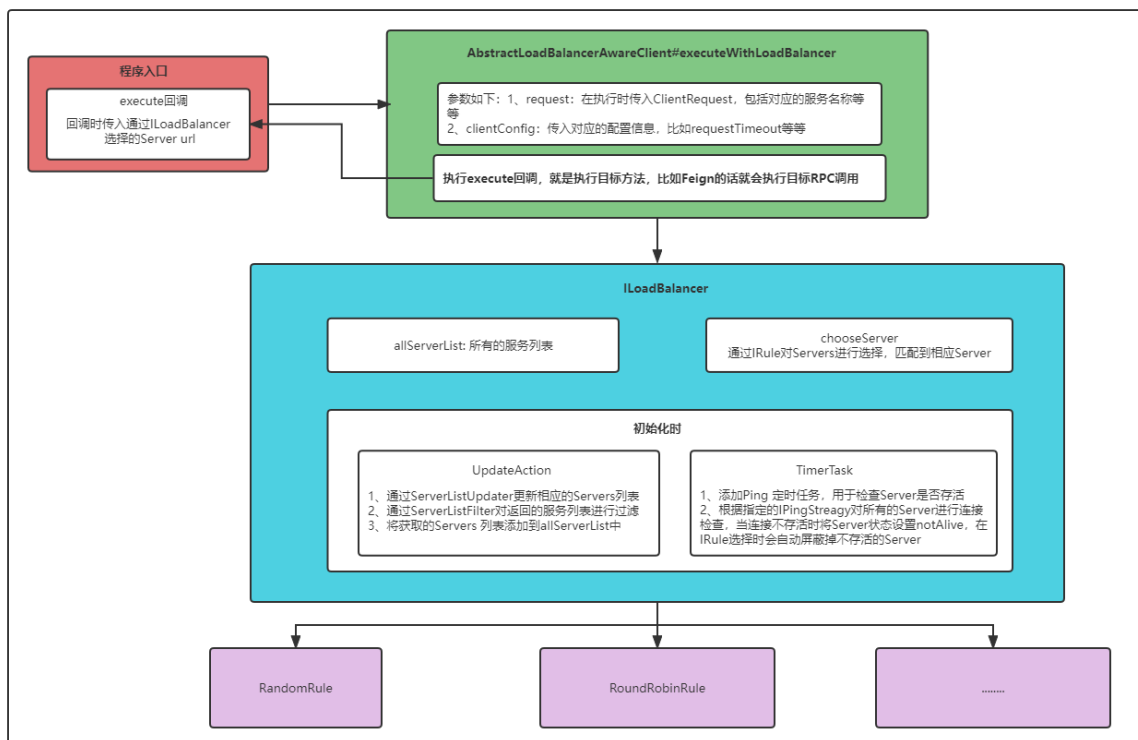 AbstractLoadBalancerAwareClient#executeWithLoadBalancer
程序入口
execute回调
回调时传入通过ILoadBalancer
选择的Server url
参数如下：1、request：在执行时传入ClientRequest，包括对应的服务名称等
等
2、clientConfig：传入对应的配置信息，比如requestTimeout等等
执行execute回调，就是执行目标方法，比如Feign的话就会执行目标RPC调用
ILoadBalancer
allServerList: 所有的服务列表
chooseServer
通过IRule对Servers进行选择，匹配到相应Server
初始化时
UpdateAction
1、通过ServerListUpdater更新相应的Servers列表
2、通过ServerListFilter对返回的服务列表进行过滤
3、将获取的Servers 列表添加到allServerList中
TimerTask
1、添加Ping 定时任务，用于检查Server是否存活
2、根据指定的IPingStreagy对所有的Server进行连接
检查，当连接不存活时将Server状态设置notAlive，在
IRule选择时会自动屏蔽掉不存活的Server
RandomRule
RoundRobinRule
........